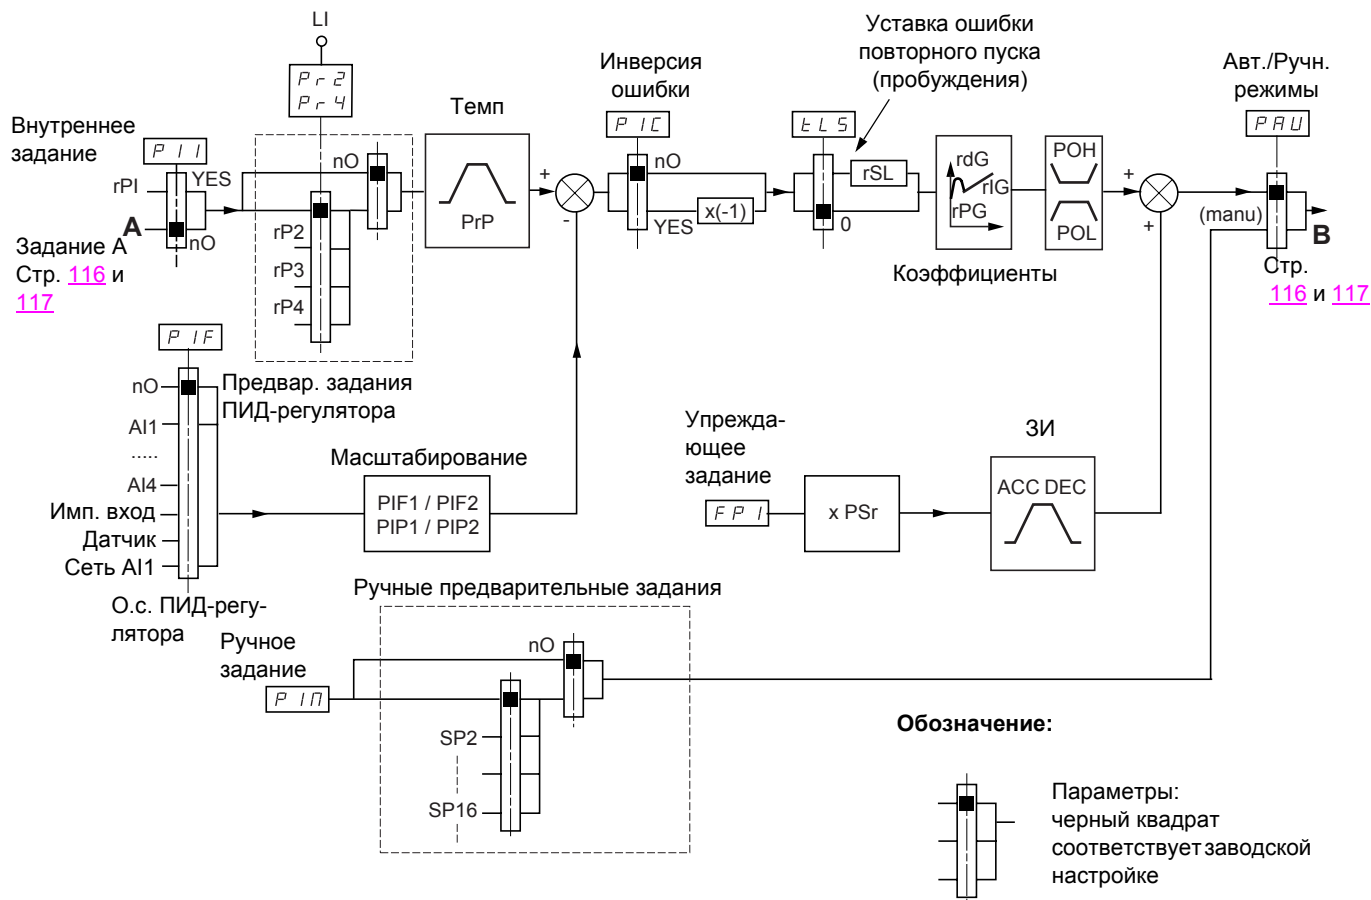 LI
Pr2
Pr4
Внутреннее
задание
PII
rPI
YES
A
nO
Задание A
Стр. 116 и
117
nO
rP2
rP3
rP4
Предвар. задания
ПИД-регулятора
Темп
PrP
+
-
Инверсия
ошибки
PIC
nO
YES
x(-1)
Уставка ошибки
повторного пуска
(пробуждения)
tLS
rSL
0
rdG
rIG
rPG
Коэффициенты
POH
POL
+
+
Авт./Ручн.
режимы
PAU
(manu)
B
Стр.
116 и 117
PIF
nO
AI1
.....
AI4
Имп. вход
Датчик
Сеть AI1
О.с. ПИД-регу-
лятора
Масштабирование
PIF1 / PIF2
PIP1 / PIP2
Упрежда-
ющее
задание
FPI
x PSr
ЗИ
ACC DEC
Ручные предварительные задания
Ручное
задание
PIM
nO
SP2
SP16
Обозначение:
Параметры:
черный квадрат
соответствует заводской
настройке